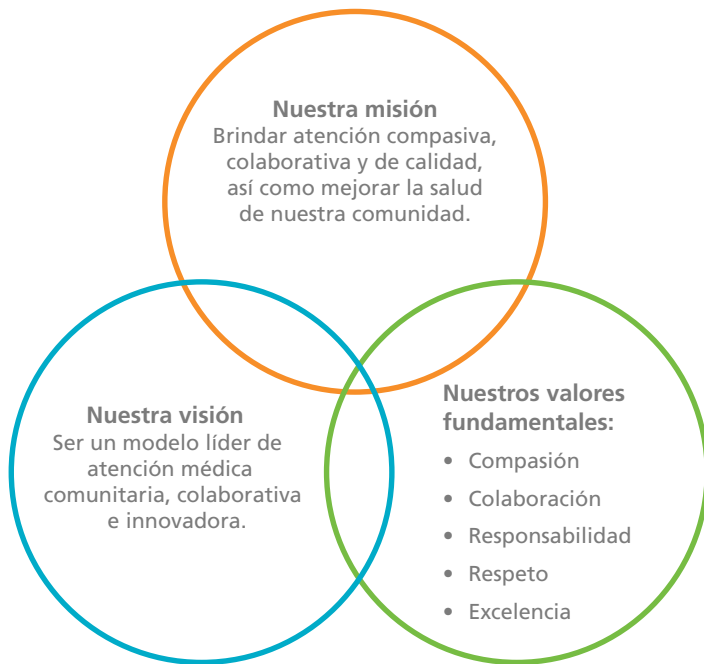 Nuestra misión
Brindar atención compasiva,
colaborativa y de calidad,
así como mejorar la salud
de nuestra comunidad.
Nuestra visión
Ser un modelo líder de
atención médica
comunitaria, colaborativa
e innovadora.
Nuestros valores
fundamentales:
• Compasión
• Colaboración
• Responsabilidad
• Respeto
• Excelencia